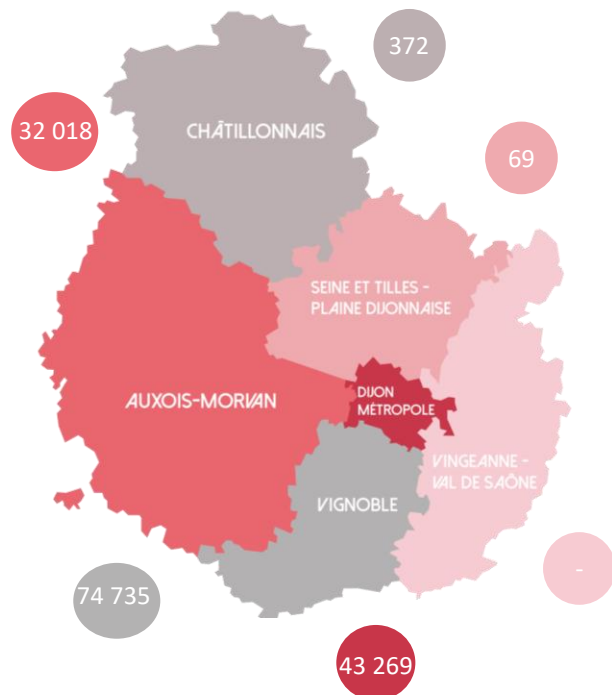 372
32 018
CHÂTILLONNAIS
69
SEINE ET TILLES -
PLAINE DIJONNAISE
AUXOIS-MORVAN
DIJON
MÉTROPOLE
VINGEANNE -
VAL DE SAÔNE
VIGNOBLE
-
74 735
43 269